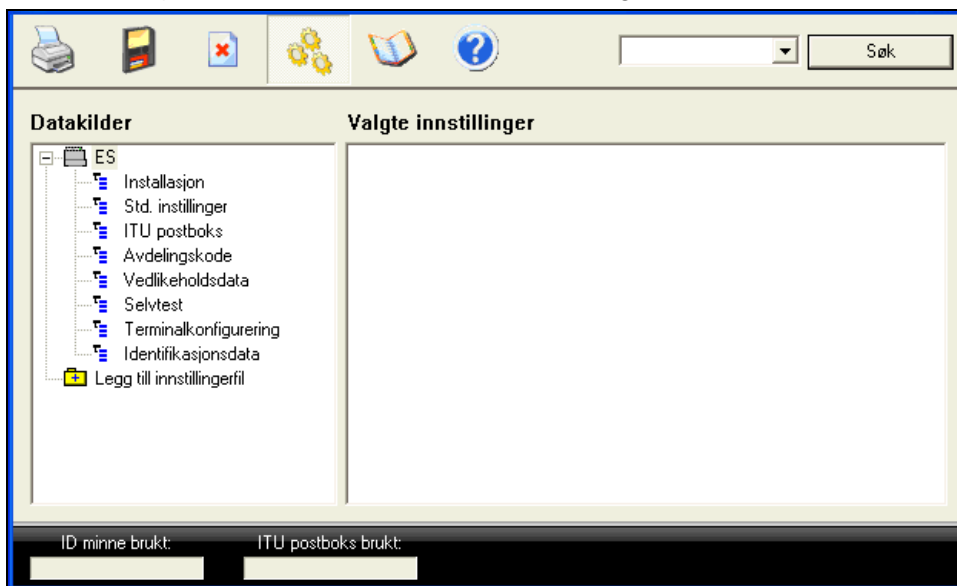 Søk
Datakilder
Valgte innstillinger
ES
Installasjon
Std. instillinger
ITU postboks
Avdelingskode
Vedlikeholdsdata
Selvtest
Terminalkonfigurering
Identifikasjonsdata
Legg till innstillingerfil
ID minne brukt:
ITU postboks brukt: